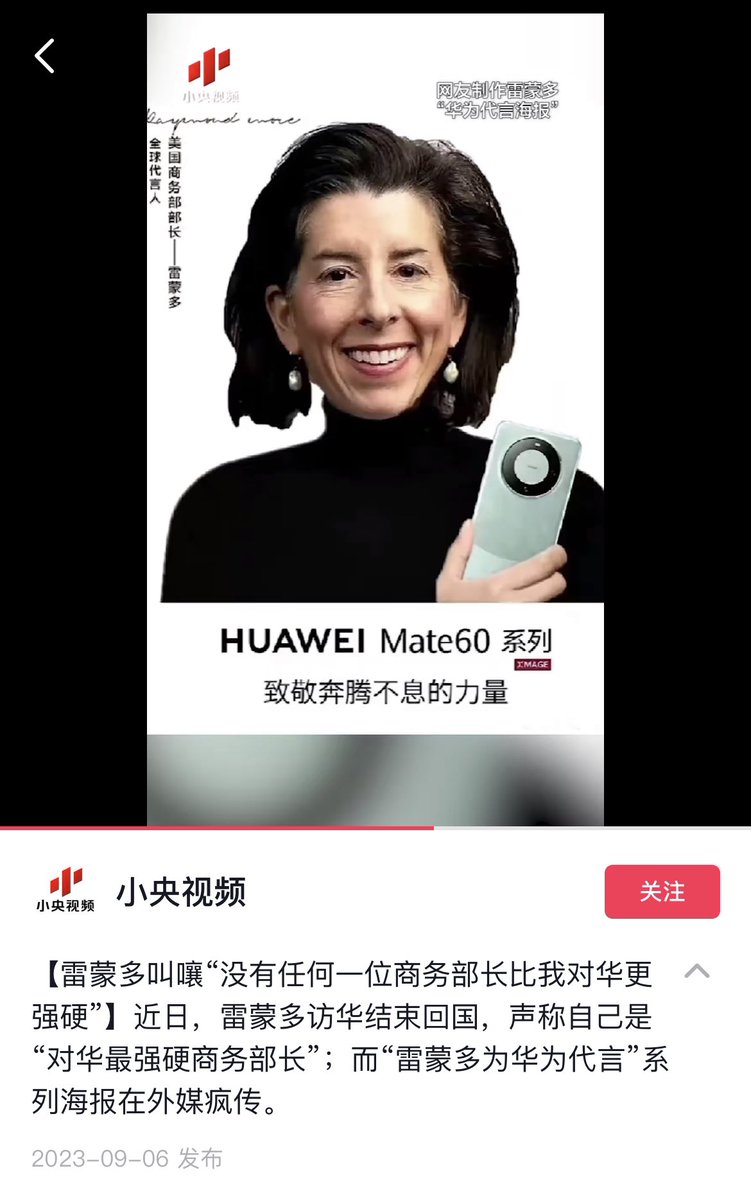 小央视频
网友制作雷蒙多
“华为代言海报”
Raymond more
美国商务部部长——雷蒙多
全球代言人
HUAWEI Mate60 系列
XMAGE
致敬奔腾不息的力量
小央视频
小央视频
关注
【雷蒙多叫嚷“没有任何一位商务部长比我对华更
强硬”】近日，雷蒙多访华结束回国，声称自己是
“对华最强硬商务部长”；而“雷蒙多为华为代言”系
列海报在外媒疯传。
2023-09-06 发布